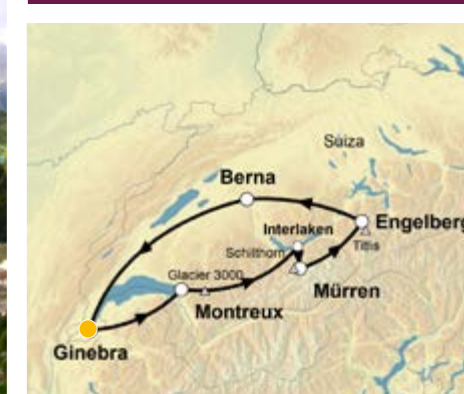 Suiza
Berna
Interlaken
Engelberg
Schilthorn
Titlis
Glacier 3000
Mürren
Montreux
Ginebra